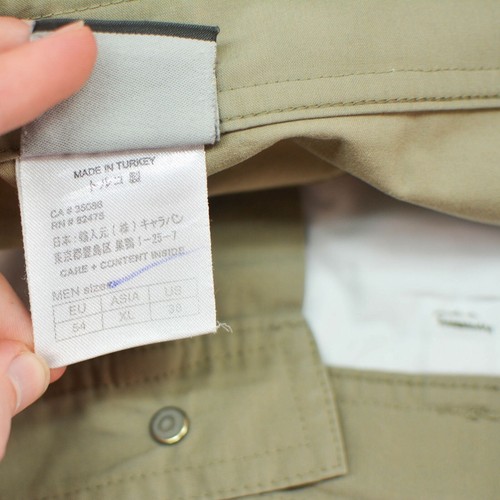 MADE IN TURKEY
トルコ製
CA # 35086
RN # 82475
日本:輸入元(株)キャラバン
東京都豊島区 巣鴨 1-25-7
CARE + CONTENT INSIDE
MEN sizes
EU ASIA US
54 XL 38